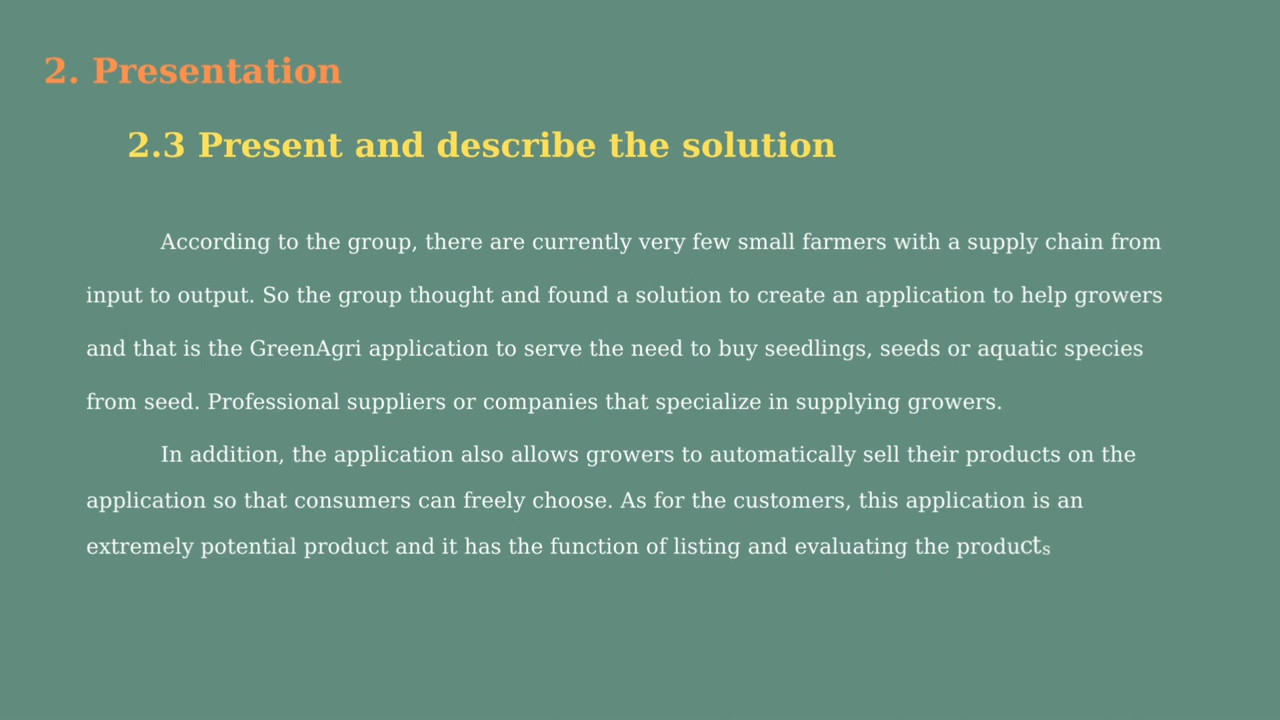 2. Presentation
2.3 Present and describe the solution
According to the group, there are currently very few small farmers with a supply chain from
input to output. So the group thought and found a solution to create an application to help growers
and that is the GreenAgri application to serve the need to buy seedlings, seeds or aquatic species
from seed. Professional suppliers or companies that specialize in supplying growers.
In addition, the application also allows growers to automatically sell their products on the
application so that consumers can freely choose. As for the customers, this application is an
extremely potential product and it has the function of listing and evaluating the products